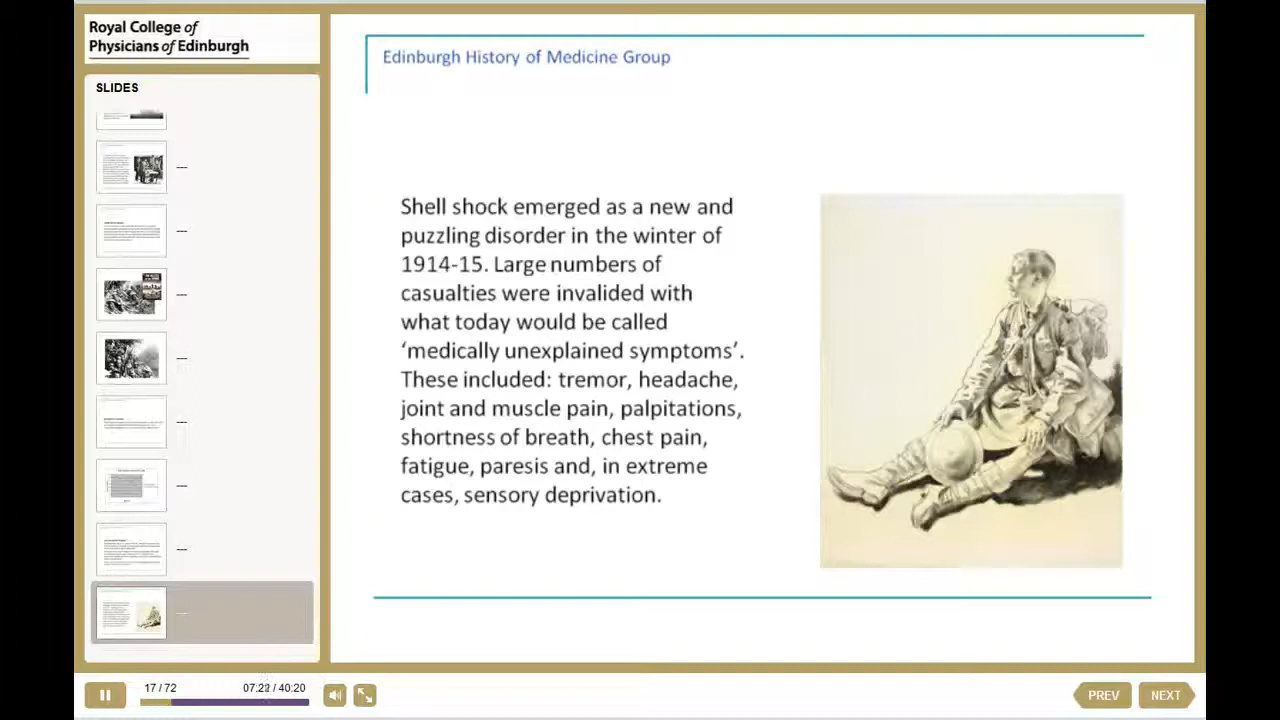 Royal College of
Physicians of Edinburgh
SLIDES
Edinburgh History of Medicine Group
Shell shock emerged as a new and
puzzling disorder in the winter of
1914-15. Large numbers of
casualties were invalided with
what today would be called
‘medically unexplained symptoms’.
These included: tremor, headache,
joint and muscle pain, palpitations,
shortness of breath, chest pain,
fatigue, paresis and, in extreme
cases, sensory deprivation.
17 / 72
07:22 / 40:20
PREV
NEXT